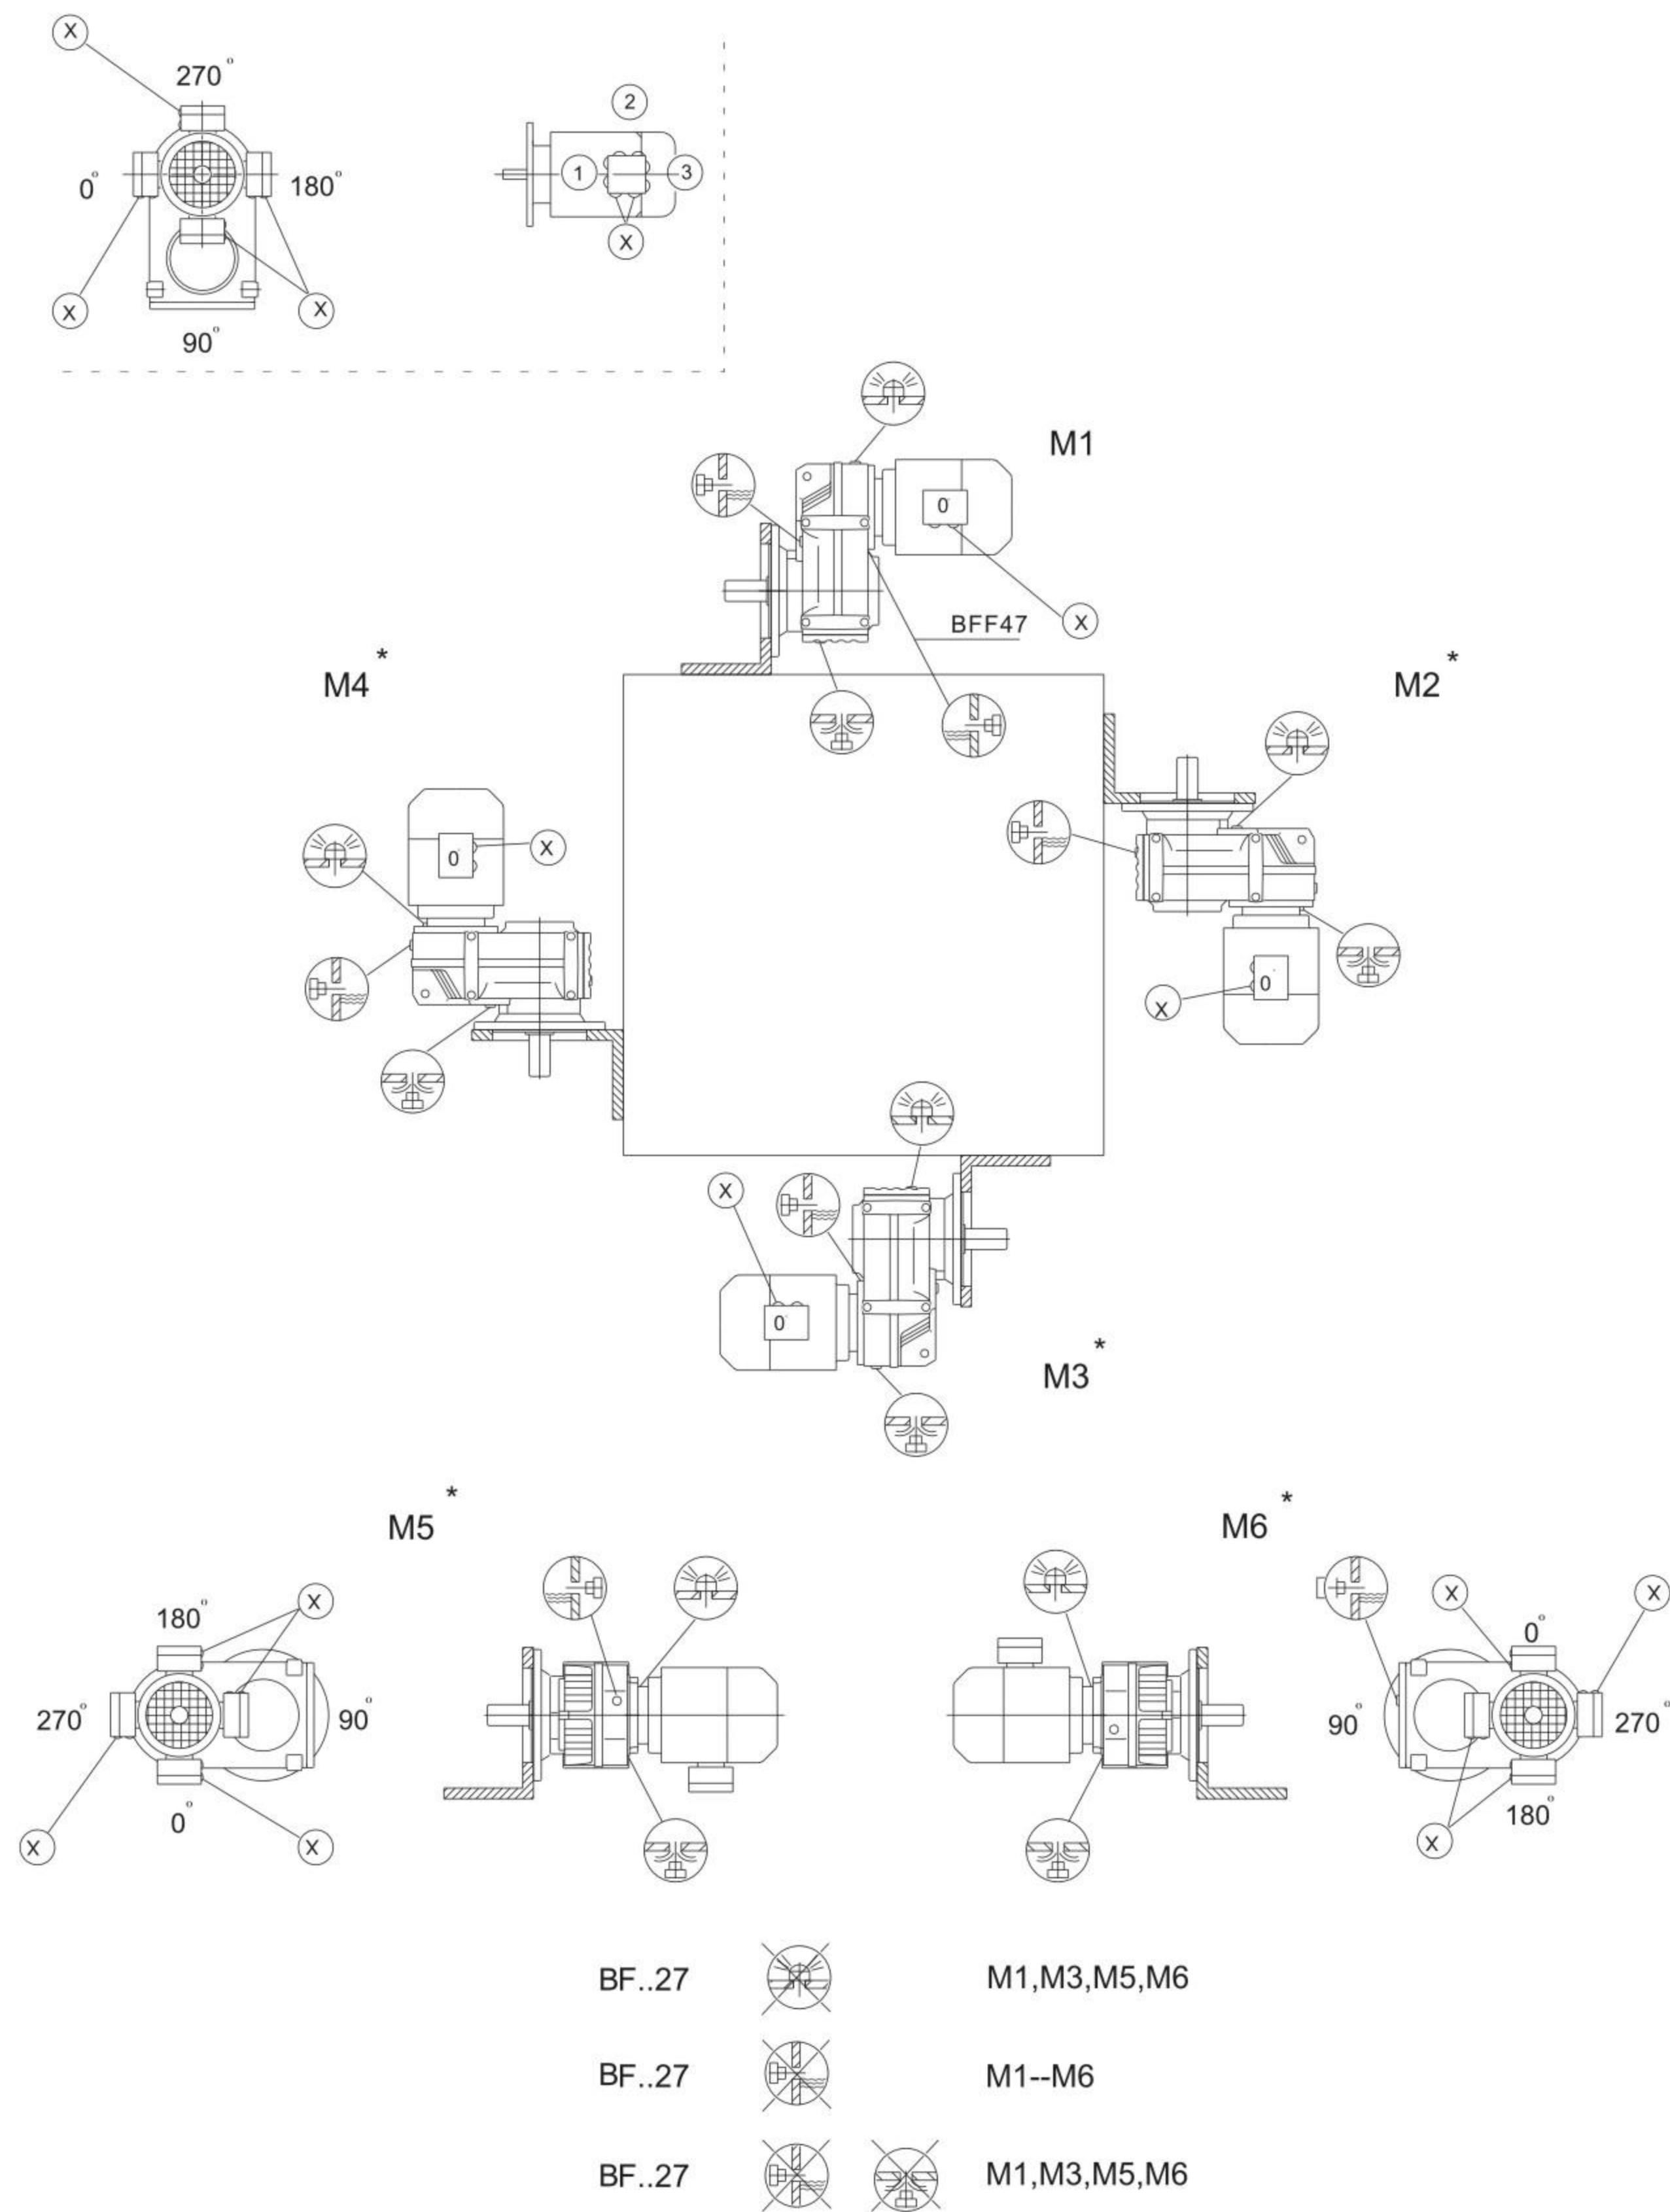 X
270°
2
0°
180°
1
3
X
X
X
90°
M1
0
BFF47
X
M4*
M2*
0
X
X
0
X
0
M3*
M5*
M6*
X
X
X
180°
0°
270°
90°
90°
270°
0°
180°
X
X
X
BF..27 M1,M3,M5,M6
BF..27 M1--M6
BF..27 M1,M3,M5,M6